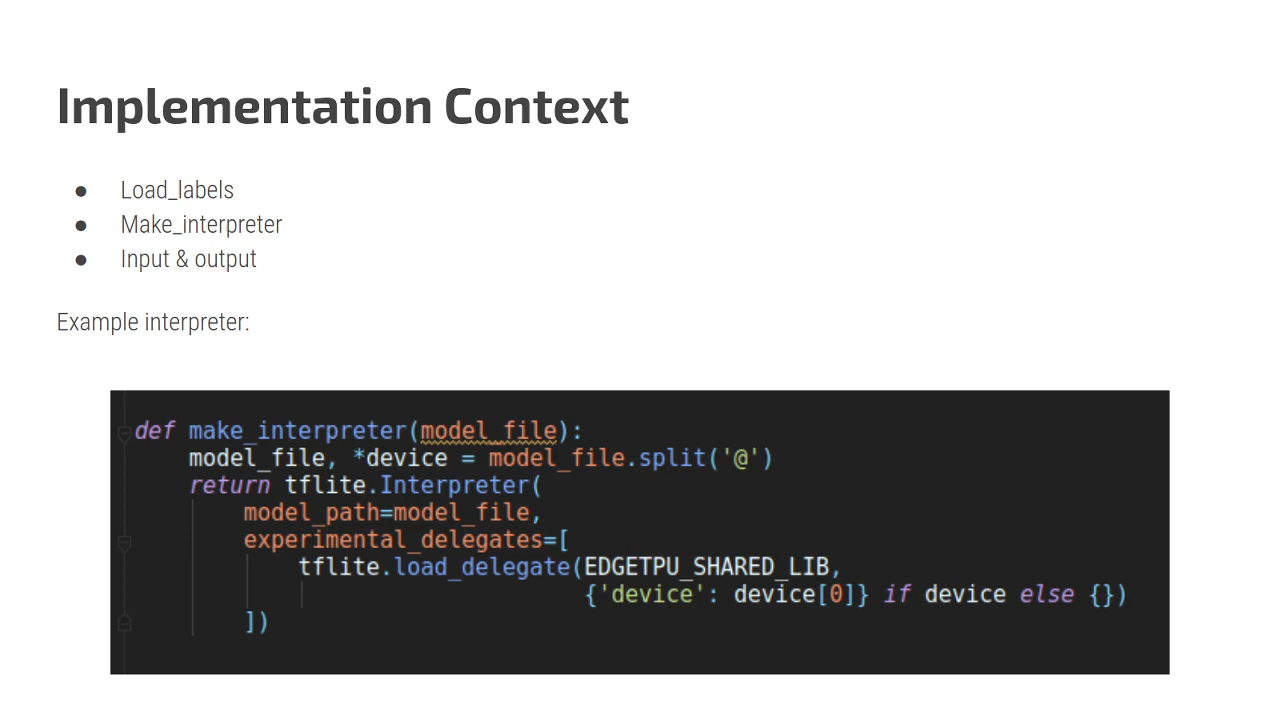 Implementation Context
● Load_labels
● Make_interpreter
● Input & output
Example interpreter:
def make_interpreter(model_file):
    model_file, *device = model_file.split('@')
    return tflite.Interpreter(
        model_path=model_file,
        experimental_delegates=[
            tflite.load_delegate(EDGETPU_SHARED_LIB,
                                 {'device': device[0]} if device else {})
        ])